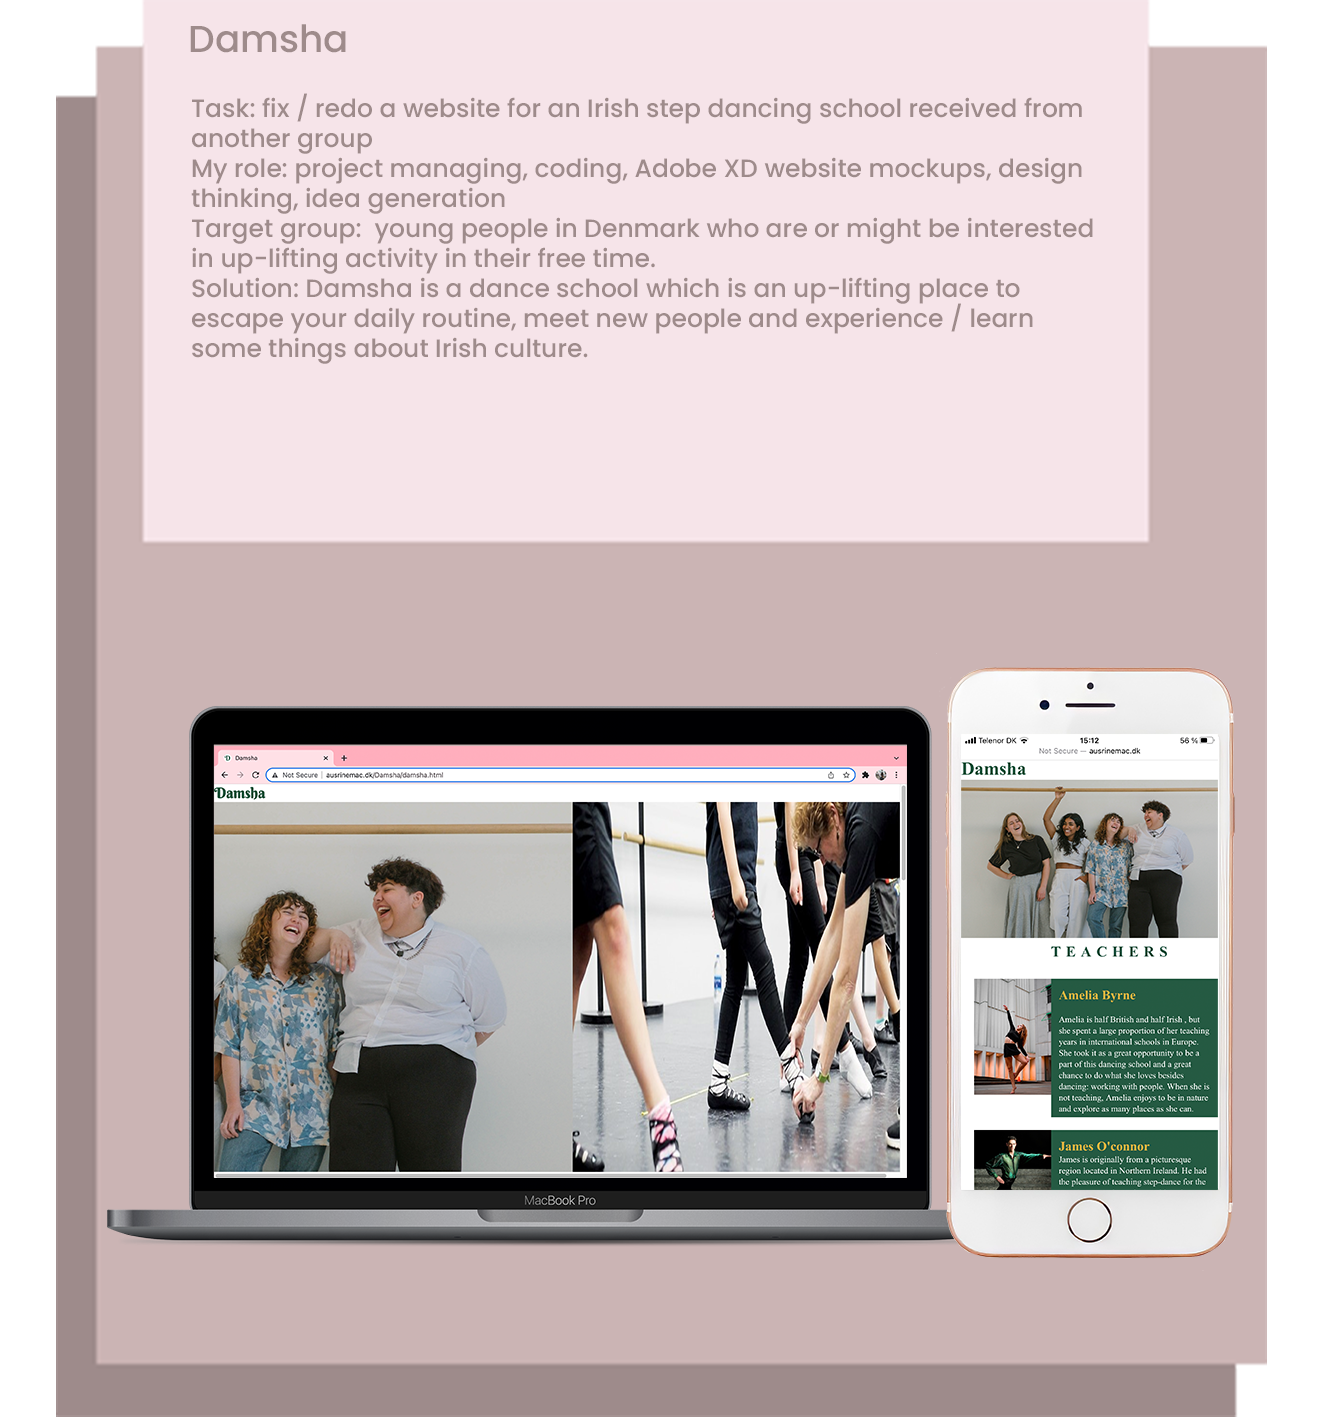 Damsha
Task: fix / redo a website for an Irish step dancing school received from
another group
My role: project managing, coding, Adobe XD website mockups, design
thinking, idea generation
Target group:  young people in Denmark who are or might be interested
in up-lifting activity in their free time.
Solution: Damsha is a dance school which is an up-lifting place to
escape your daily routine, meet new people and experience / learn
some things about Irish culture.
Damsha
Not Secure | ausrinemac.dk/Damsha/damsha.html
Damsha
MacBook Pro
Telenor DK 15:12 56 %
Not Secure — ausrinemac.dk
Damsha
TEACHERS
Amelia Byrne
Amelia is half British and half Irish , but
she spent a large proportion of her teaching
years in international schools in Europe.
She took it as a great opportunity to be a
part of this dancing school and a great
chance to do what she loves besides
dancing: working with people. When she is
not teaching, Amelia enjoys to be in nature
and explore as many places as she can.
James O'connor
James is originally from a picturesque
region located in Northern Ireland. He had
the pleasure of teaching step-dance for the